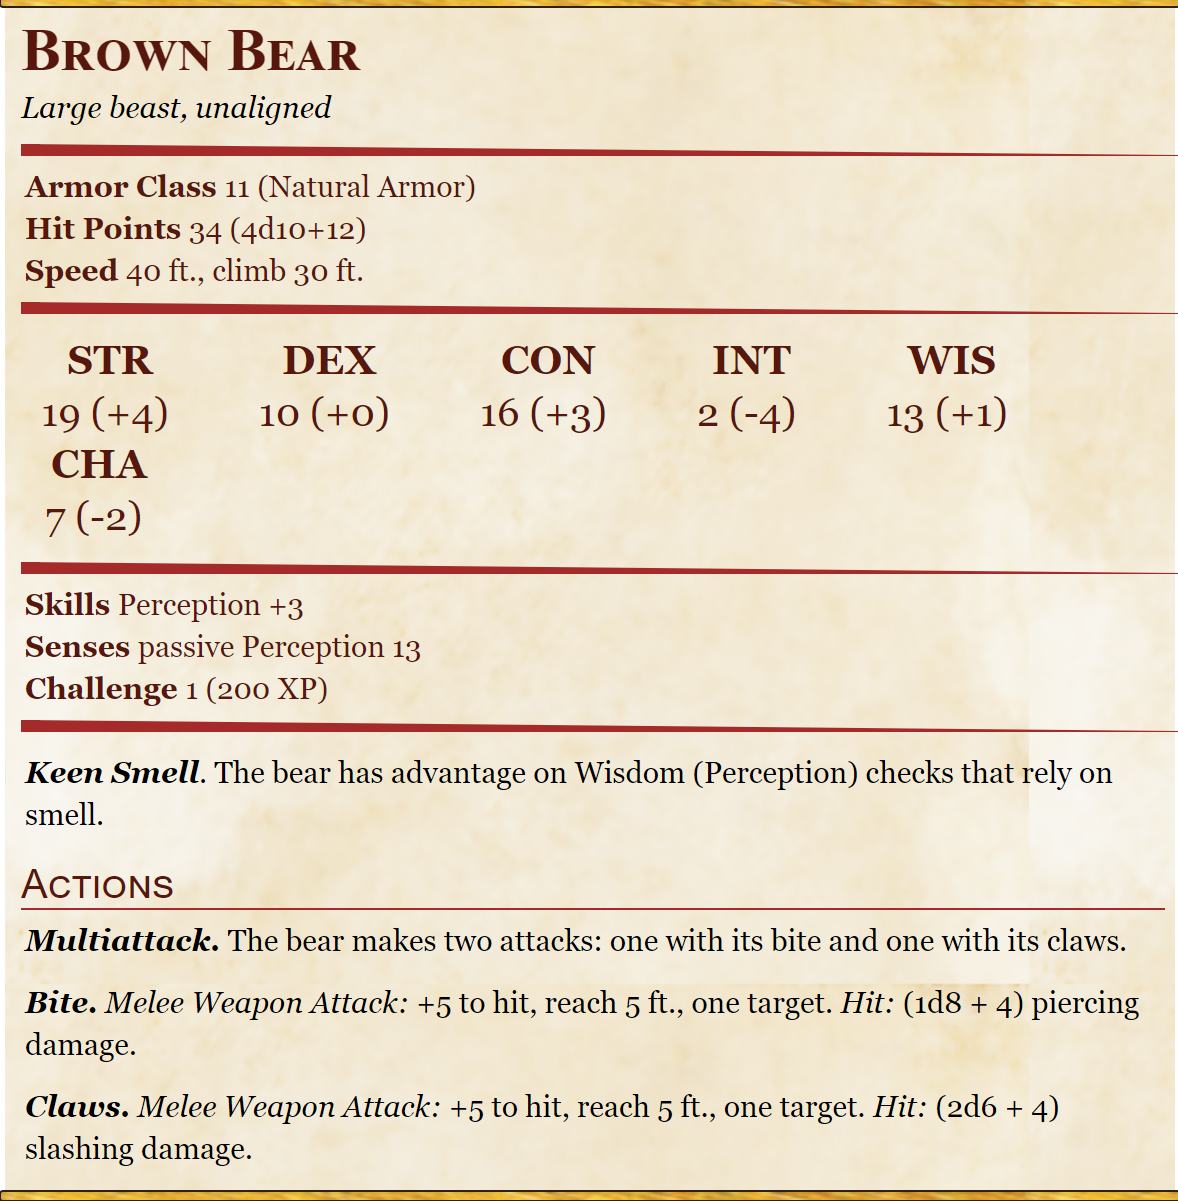 Brown Bear
Large beast, unaligned
Armor Class 11 (Natural Armor)
Hit Points 34 (4d10+12)
Speed 40 ft., climb 30 ft.
STR DEX CON INT WIS
19 (+4) 10 (+0) 16 (+3) 2 (-4) 13 (+1)
CHA
7 (-2)
Skills Perception +3
Senses passive Perception 13
Challenge 1 (200 XP)
Keen Smell. The bear has advantage on Wisdom (Perception) checks that rely on
smell.
Actions
Multiattack. The bear makes two attacks: one with its bite and one with its claws.
Bite. Melee Weapon Attack: +5 to hit, reach 5 ft., one target. Hit: (1d8 + 4) piercing
damage.
Claws. Melee Weapon Attack: +5 to hit, reach 5 ft., one target. Hit: (2d6 + 4)
slashing damage.